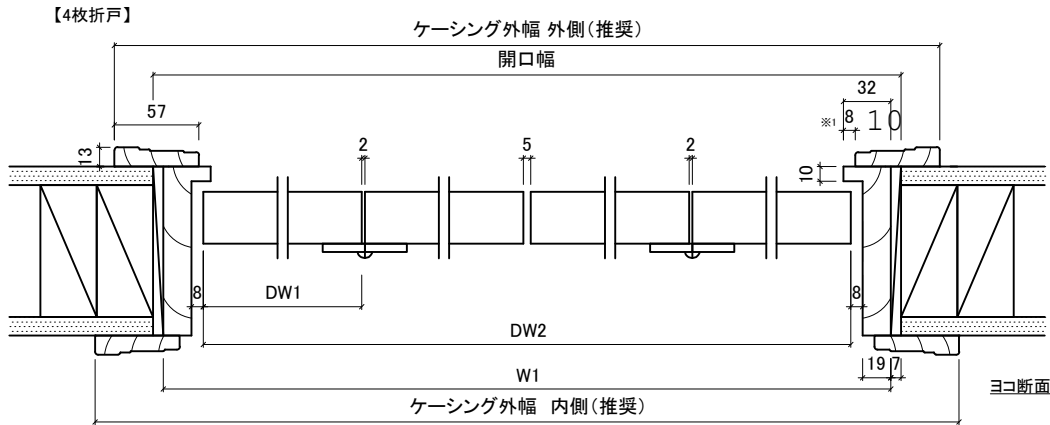 【4枚折戸】
ケーシング外幅 外側(推奨)
開口幅
57
32
※1 8 10
13
2
5
2
10
8
DW1
8
DW2
W1
19 7
ヨコ断面
ケーシング外幅 内側(推奨)